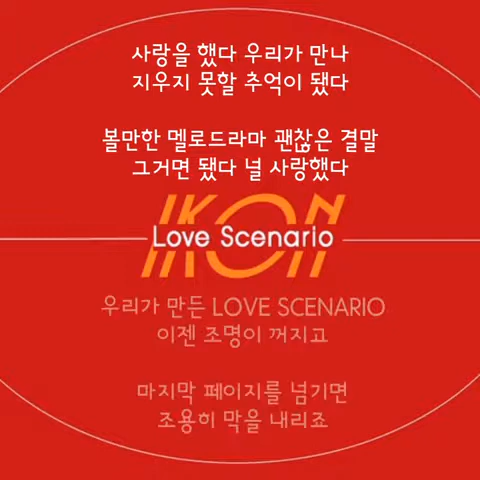 사랑을 했다 우리가 만나
지우지 못할 추억이 됐다
볼만한 멜로드라마 괜찮은 결말
그거면 됐다 널 사랑했다
IKON
Love Scenario
우리가 만든 LOVE SCENARIO
이젠 조명이 꺼지고
마지막 페이지를 넘기면
조용히 막을 내리죠